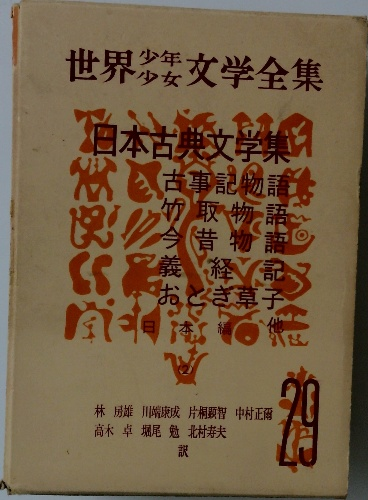 世界少年少女文学全集
日本古典文学集
古事記物語
竹取物語
今昔物語
義経記
おとぎ草子
日本編 他
(2)
29
林 房雄 川端康成 片桐顕智 中村正爾
高木 卓 堀尾 勉 北村寿夫
訳